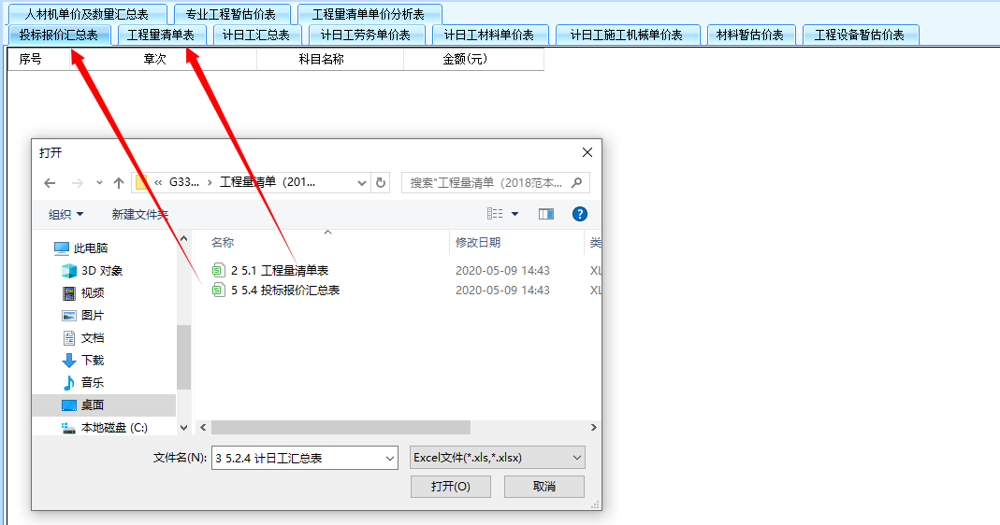 人材机单价及数量汇总表 专业工程暂估价表 工程量清单单价分析表
投标报价汇总表 工程量清单表 计日工汇总表 计日工劳务单价表 计日工材料单价表 计日工施工机械单价表 材料暂估价表 工程设备暂估价表
序号 章次 科目名称 金额(元)
打开
« G33... › 工程量清单 (201... 搜索"工程量清单（2018范本...
组织 新建文件夹
名称 修改日期 类
此电脑
3D 对象
视频
图片
文档
下载
音乐
桌面
本地磁盘 (C:)
2 5.1 工程量清单表 2020-05-09 14:43 XL
5 5.4 投标报价汇总表 2020-05-09 14:43 XL
文件名(N): 3 5.2.4 计日工汇总表 Excel文件(*.xls,*.xlsx)
打开(O) 取消